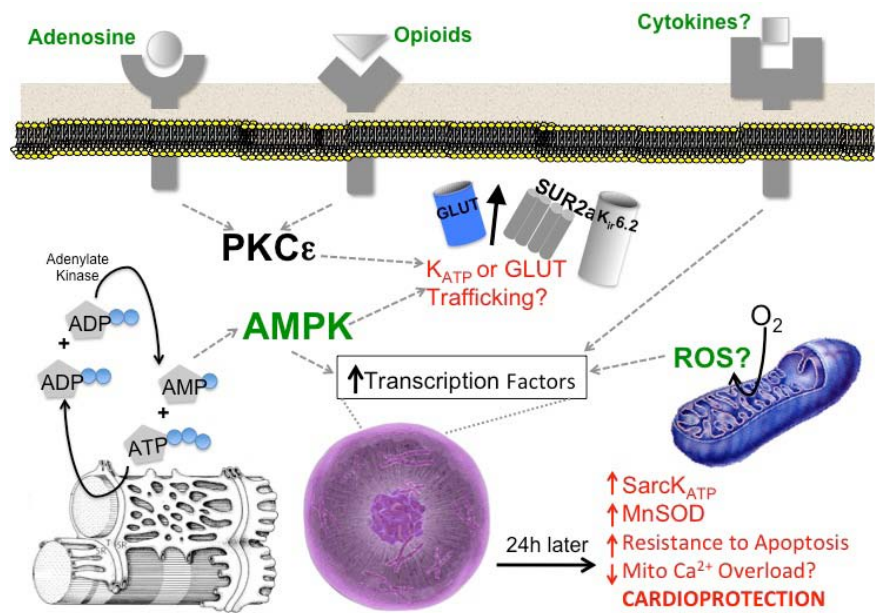 Adenosine
Opioids
Cytokines?
GLUT
SUR2a
Kir6.2
PKCε
KATP or GLUT
Trafficking?
Adenylate
Kinase
ADP
+
ADP
AMP
+
ATP
AMPK
↑Transcription Factors
ROS?
O2
24h later
↑ SarcKATP
↑ MnSOD
↑ Resistance to Apoptosis
↓ Mito Ca2+ Overload?
CARDIOPROTECTION